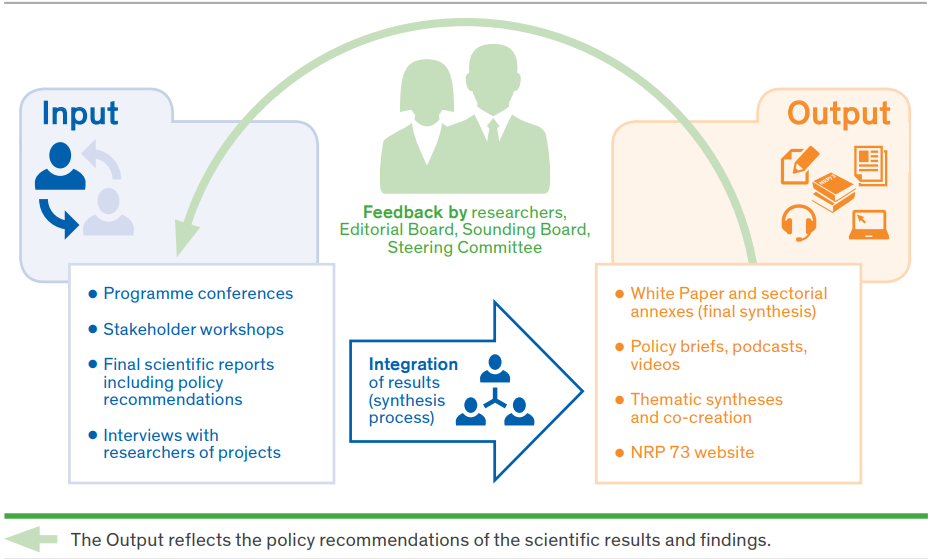 Input
Output
Feedback by researchers,
Editorial Board, Sounding Board,
Steering Committee
● Programme conferences
● Stakeholder workshops
● Final scientific reports
including policy
recommendations
● Interviews with
researchers of projects
Integration
of results
(synthesis
process)
● White Paper and sectorial
annexes (final synthesis)
● Policy briefs, podcasts,
videos
● Thematic syntheses
and co-creation
● NRP 73 website
The Output reflects the policy recommendations of the scientific results and findings.